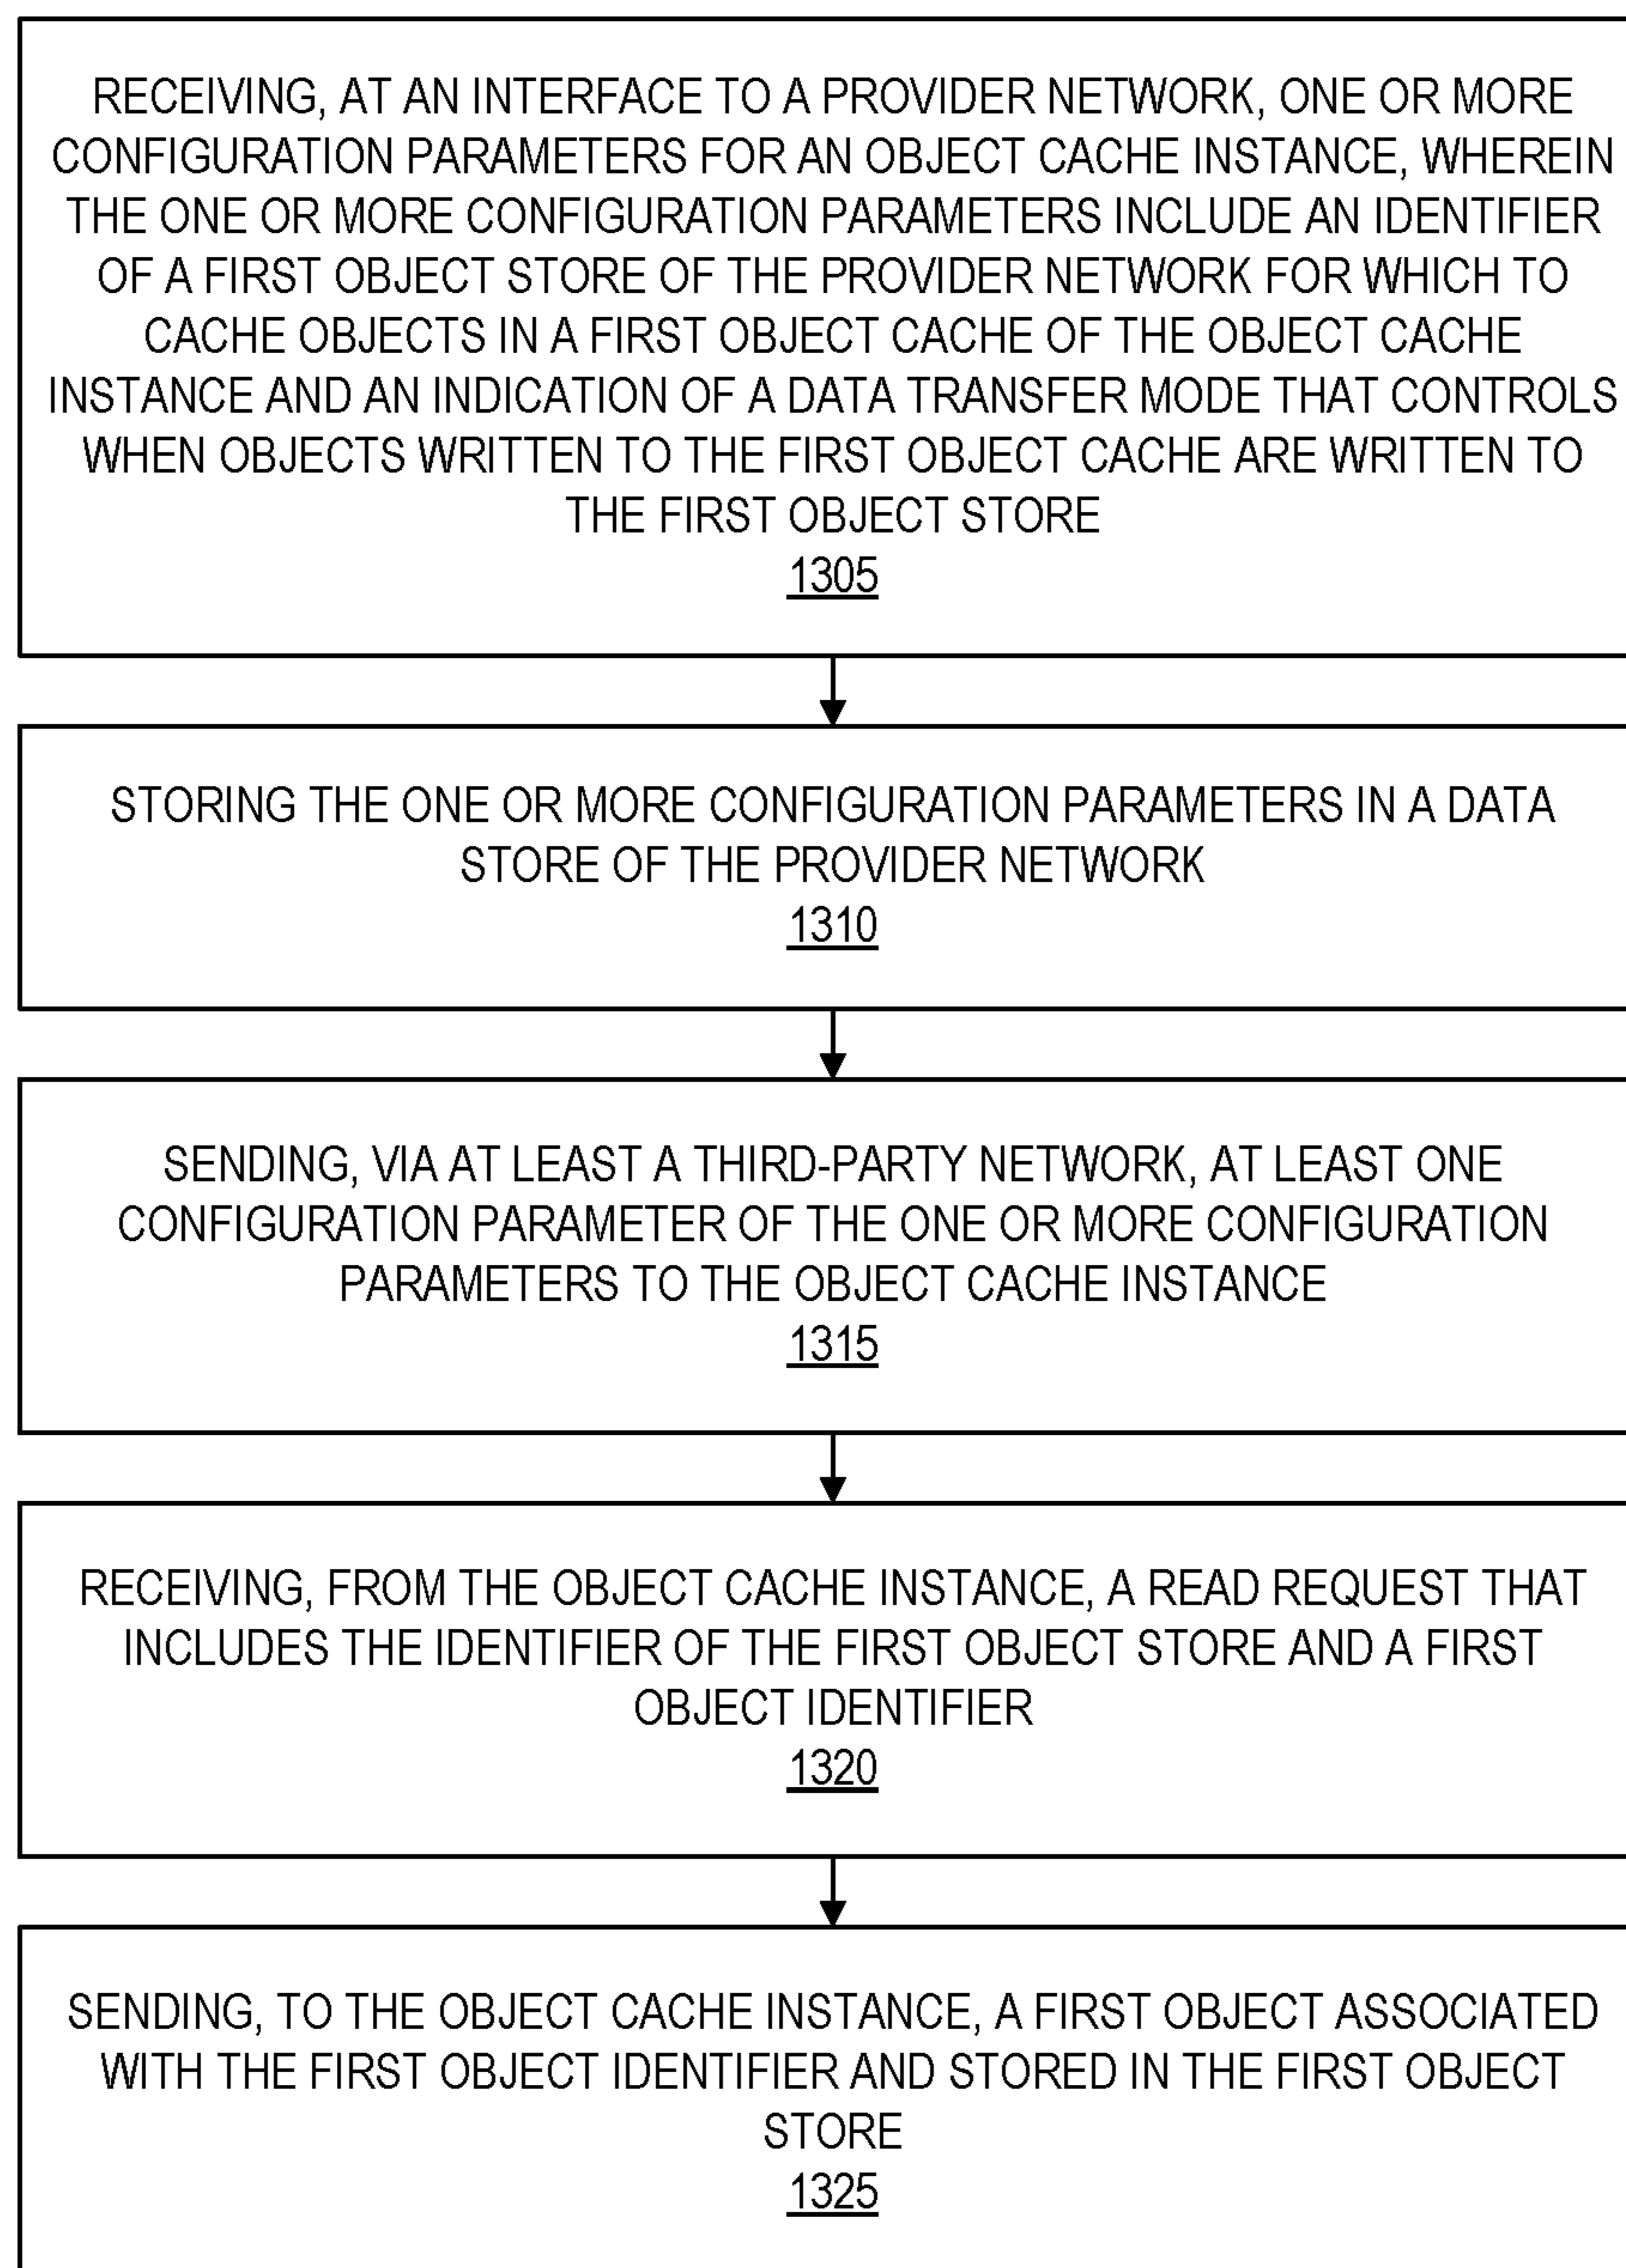 RECEIVING, AT AN INTERFACE TO A PROVIDER NETWORK, ONE OR MORE
CONFIGURATION PARAMETERS FOR AN OBJECT CACHE INSTANCE, WHEREIN
THE ONE OR MORE CONFIGURATION PARAMETERS INCLUDE AN IDENTIFIER
OF A FIRST OBJECT STORE OF THE PROVIDER NETWORK FOR WHICH TO
CACHE OBJECTS IN A FIRST OBJECT CACHE OF THE OBJECT CACHE
INSTANCE AND AN INDICATION OF A DATA TRANSFER MODE THAT CONTROLS
WHEN OBJECTS WRITTEN TO THE FIRST OBJECT CACHE ARE WRITTEN TO
THE FIRST OBJECT STORE
1305
STORING THE ONE OR MORE CONFIGURATION PARAMETERS IN A DATA
STORE OF THE PROVIDER NETWORK
1310
SENDING, VIA AT LEAST A THIRD-PARTY NETWORK, AT LEAST ONE
CONFIGURATION PARAMETER OF THE ONE OR MORE CONFIGURATION
PARAMETERS TO THE OBJECT CACHE INSTANCE
1315
RECEIVING, FROM THE OBJECT CACHE INSTANCE, A READ REQUEST THAT
INCLUDES THE IDENTIFIER OF THE FIRST OBJECT STORE AND A FIRST
OBJECT IDENTIFIER
1320
SENDING, TO THE OBJECT CACHE INSTANCE, A FIRST OBJECT ASSOCIATED
WITH THE FIRST OBJECT IDENTIFIER AND STORED IN THE FIRST OBJECT
STORE
1325